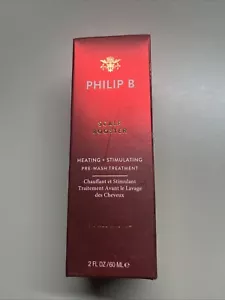 PHILIP B
SCALP
BOOSTER
HEATING + STIMULATING
PRE-WASH TREATMENT
Chauffant et Stimulant
Traitement Avant le Lavage
des Cheveux
2 FL OZ/60 ML ℮